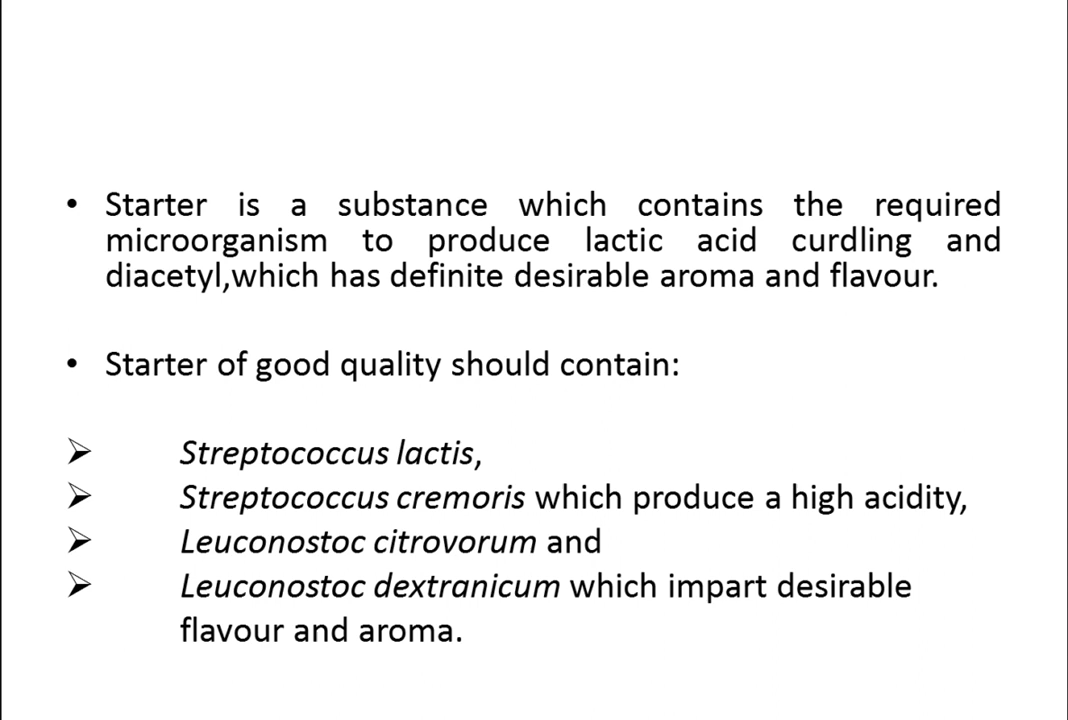 • Starter is a substance which contains the required
microorganism to produce lactic acid curdling and
diacetyl,which has definite desirable aroma and flavour.
• Starter of good quality should contain:
➢ Streptococcus lactis,
➢ Streptococcus cremoris which produce a high acidity,
➢ Leuconostoc citrovorum and
➢ Leuconostoc dextranicum which impart desirable
flavour and aroma.